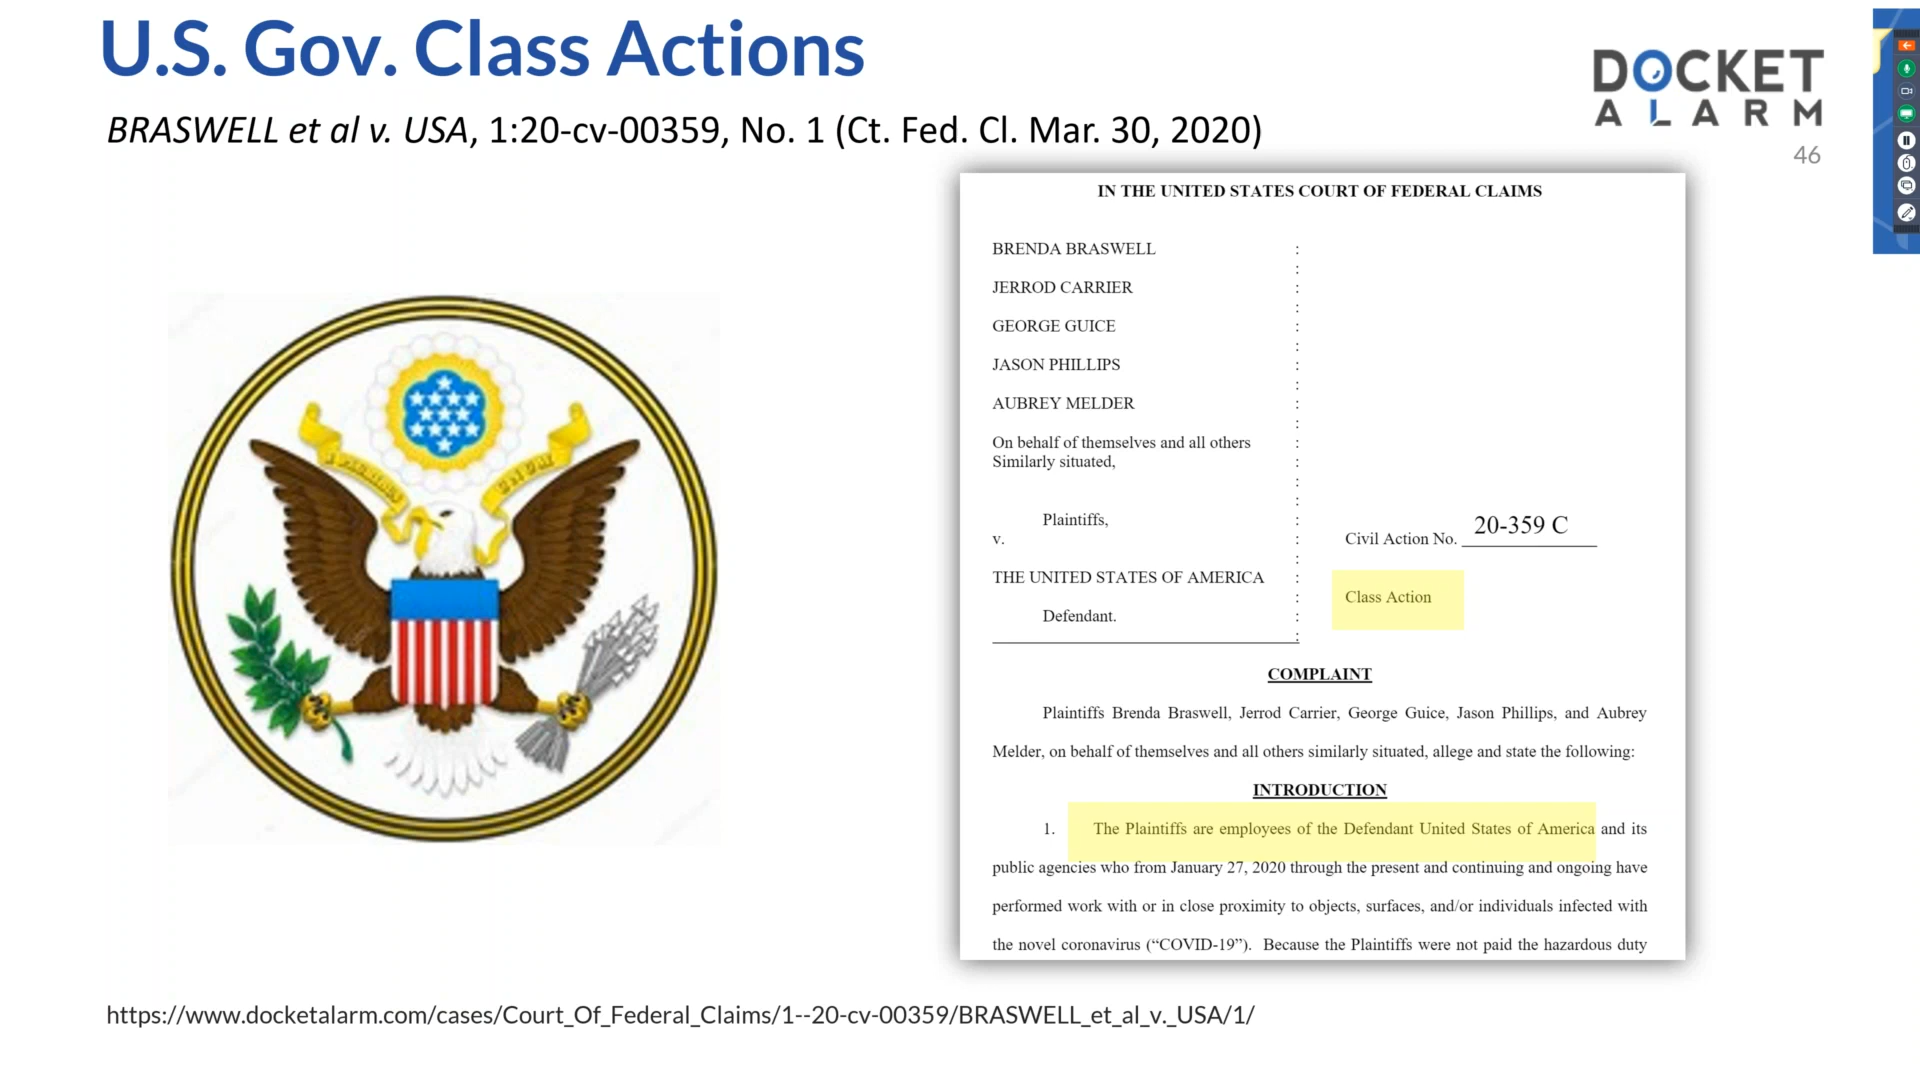 U.S. Gov. Class Actions
BRASWELL et al v. USA, 1:20-cv-00359, No. 1 (Ct. Fed. Cl. Mar. 30, 2020)
DOCKET
ALARM
46
IN THE UNITED STATES COURT OF FEDERAL CLAIMS
BRENDA BRASWELL :
:
JERROD CARRIER :
:
GEORGE GUICE :
:
JASON PHILLIPS :
:
AUBREY MELDER :
:
On behalf of themselves and all others :
Similarly situated, :
:
:
Plaintiffs, :
v. : Civil Action No. 20-359 C
:
THE UNITED STATES OF AMERICA :
: Class Action
Defendant. :
:
COMPLAINT
Plaintiffs Brenda Braswell, Jerrod Carrier, George Guice, Jason Phillips, and Aubrey
Melder, on behalf of themselves and all others similarly situated, allege and state the following:
INTRODUCTION
1. The Plaintiffs are employees of the Defendant United States of America and its
public agencies who from January 27, 2020 through the present and continuing and ongoing have
performed work with or in close proximity to objects, surfaces, and/or individuals infected with
the novel coronavirus (“COVID-19”). Because the Plaintiffs were not paid the hazardous duty
https://www.docketalarm.com/cases/Court_Of_Federal_Claims/1--20-cv-00359/BRASWELL_et_al_v._USA/1/